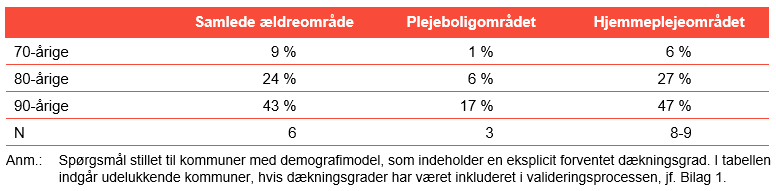 Samlede ældreområde Plejeboligområdet Hjemmeplejeområdet
70-årige 9 % 1 % 6 %
80-årige 24 % 6 % 27 %
90-årige 43 % 17 % 47 %
N 6 3 8-9
Anm.: Spørgsmål stillet til kommuner med demografimodel, som indeholder en eksplicit forventet dækningsgrad. I tabellen
indgår udelukkende kommuner, hvis dækningsgrader har været inkluderet i valideringsprocessen, jf. Bilag 1.